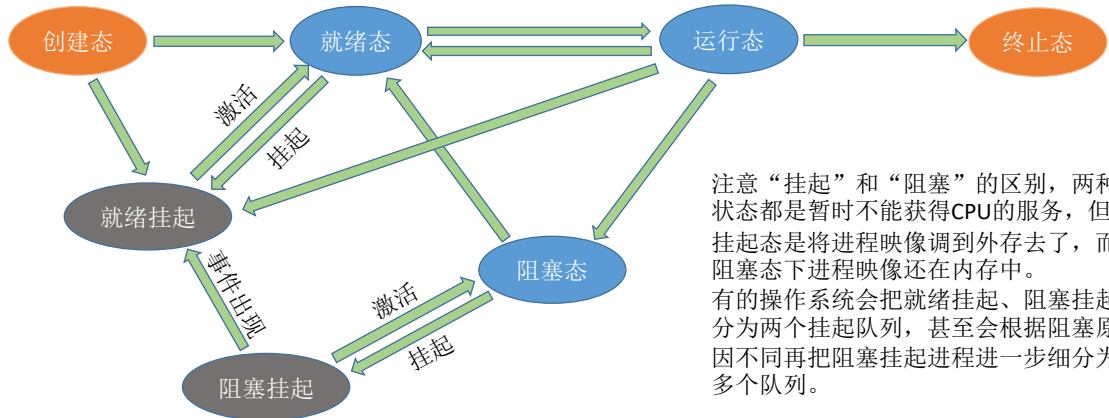 创建态
就绪态
运行态
终止态
激活
挂起
就绪挂起
事件出现
阻塞态
激活
挂起
阻塞挂起
注意“挂起”和“阻塞”的区别，两种
状态都是暂时不能获得CPU的服务，但
挂起态是将进程映像调到外存去了，而
阻塞态下进程映像还在内存中。
有的操作系统会把就绪挂起、阻塞挂起
分为两个挂起队列，甚至会根据阻塞原
因不同再把阻塞挂起进程进一步细分为
多个队列。